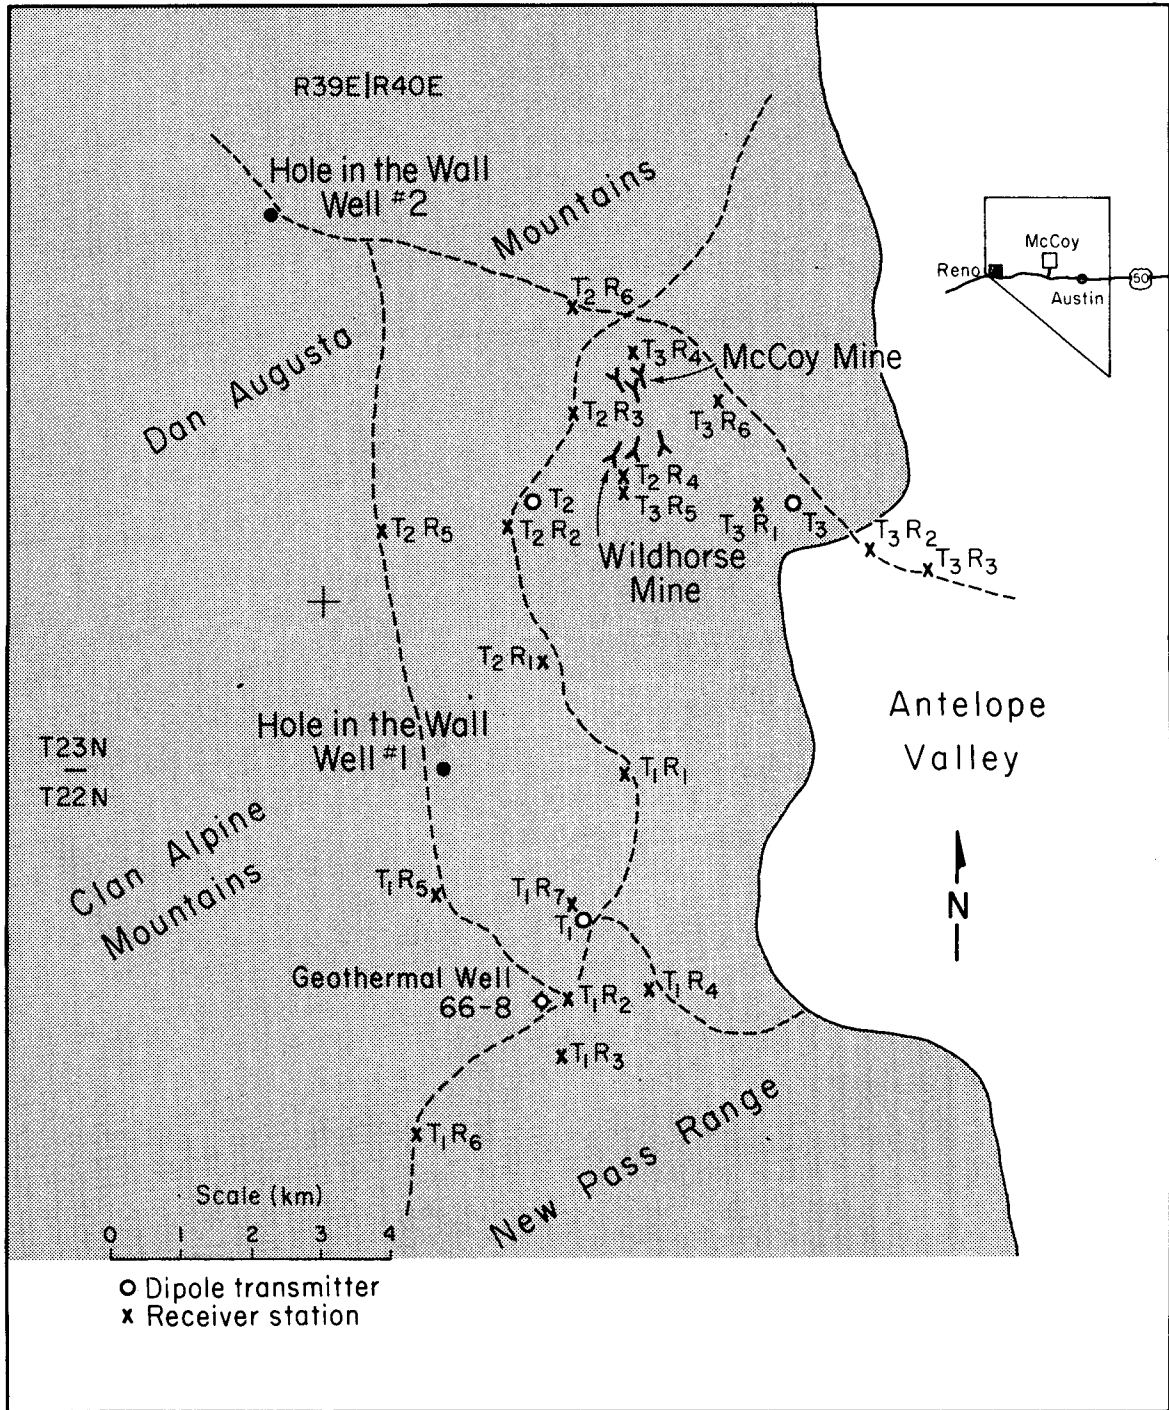 R39E|R40E
Hole in the Wall
Well #2
Mountains
McCoy
Reno
50
Austin
T2 R6
Dan Augusta
T3 R4
McCoy Mine
T2 R3
T3 R6
T2 R4
T3 R5
T2
T2 R2
T2 R5
T3 R1
T3
T3 R2
T3 R3
Wildhorse
Mine
T2 R1
Antelope
Valley
Hole in the Wall
Well #1
T23N
T22N
T1 R1
Clan Alpine
Mountains
T1 R5
T1 R7
T1
N
Geothermal Well
66-8
T1 R2
T1 R4
T1 R3
T1 R6
New Pass Range
Scale (km)
0 1 2 3 4
Dipole transmitter
x Receiver station